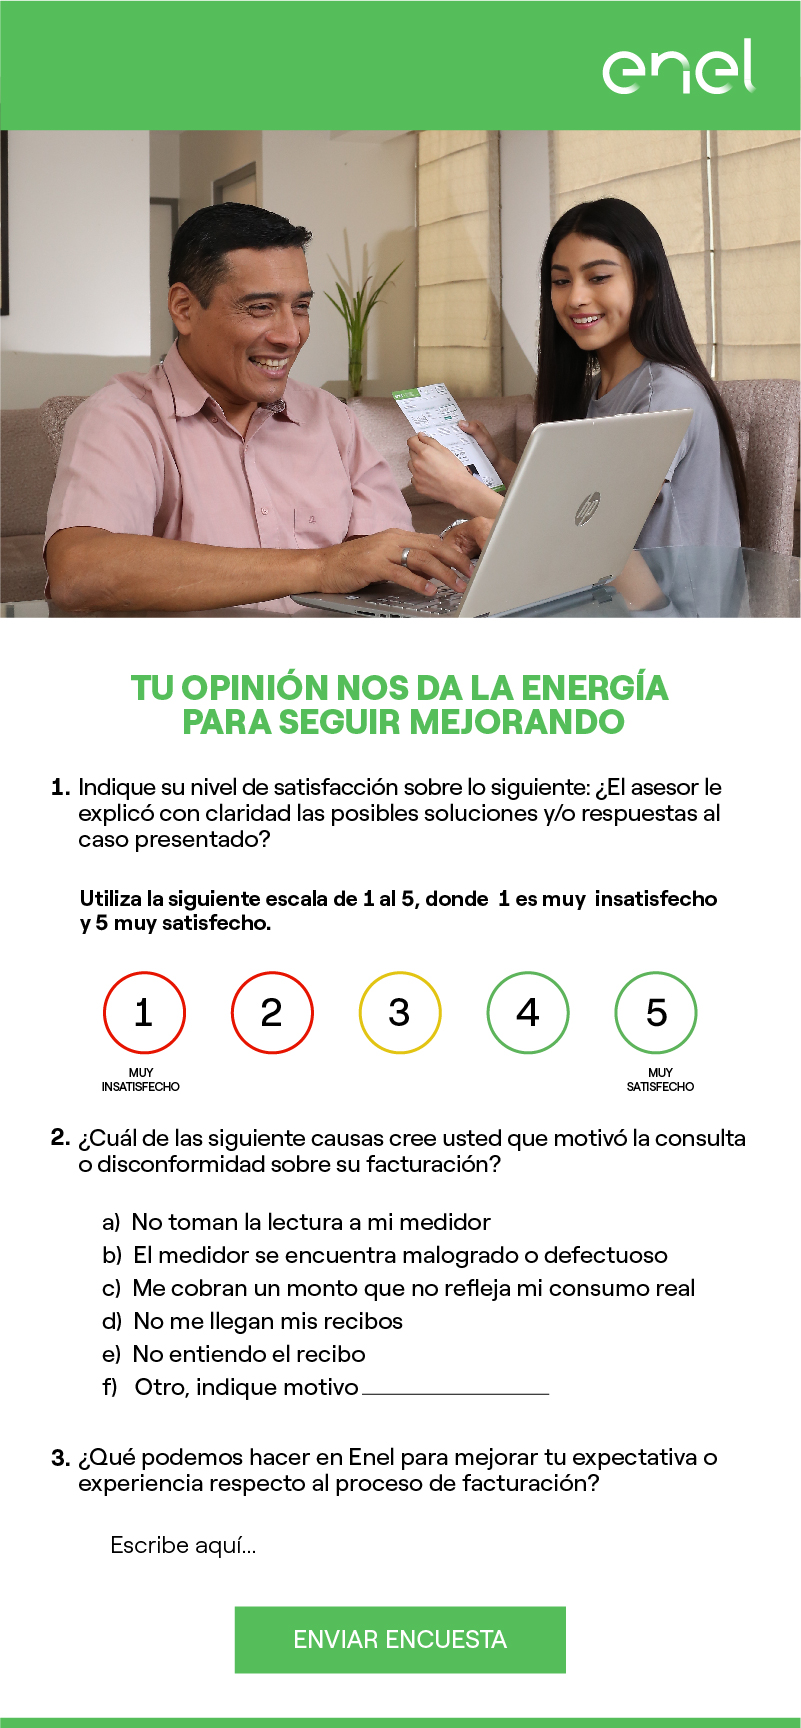 enel
hp
TU OPINIÓN NOS DA LA ENERGÍA
PARA SEGUIR MEJORANDO
1. Indique su nivel de satisfacción sobre lo siguiente: ¿El asesor le
explicó con claridad las posibles soluciones y/o respuestas al
caso presentado?
Utiliza la siguiente escala de 1 al 5, donde 1 es muy insatisfecho
y 5 muy satisfecho.
1 2 3 4 5
MUY
INSATISFECHO
MUY
SATISFECHO
2. ¿Cuál de las siguiente causas cree usted que motivó la consulta
o disconformidad sobre su facturación?
a) No toman la lectura a mi medidor
b) El medidor se encuentra malogrado o defectuoso
c) Me cobran un monto que no refleja mi consumo real
d) No me llegan mis recibos
e) No entiendo el recibo
f) Otro, indique motivo
3. ¿Qué podemos hacer en Enel para mejorar tu expectativa o
experiencia respecto al proceso de facturación?
Escribe aquí...
ENVIAR ENCUESTA